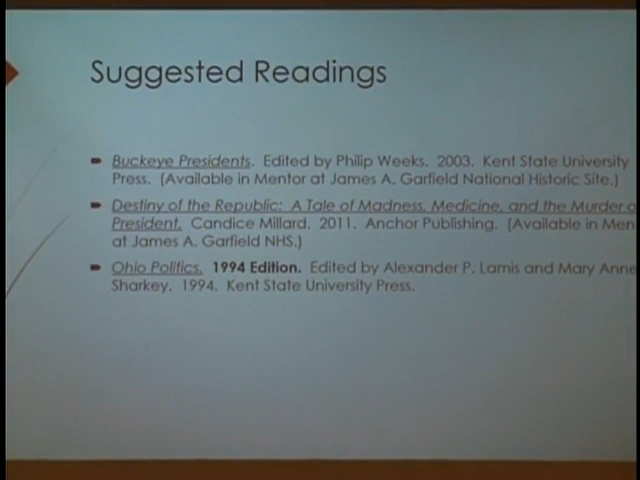 Suggested Readings
Buckeye Presidents. Edited by Philip Weeks. 2003. Kent State University
Press. (Available in Mentor at James A. Garfield National Historic Site.)
Destiny of the Republic: A Tale of Madness, Medicine, and the Murder o
President. Candice Millard. 2011. Anchor Publishing. (Available in Men
at James A. Garfield NHS.)
Ohio Politics. 1994 Edition. Edited by Alexander P. Lamis and Mary Anne
Sharkey. 1994. Kent State University Press.